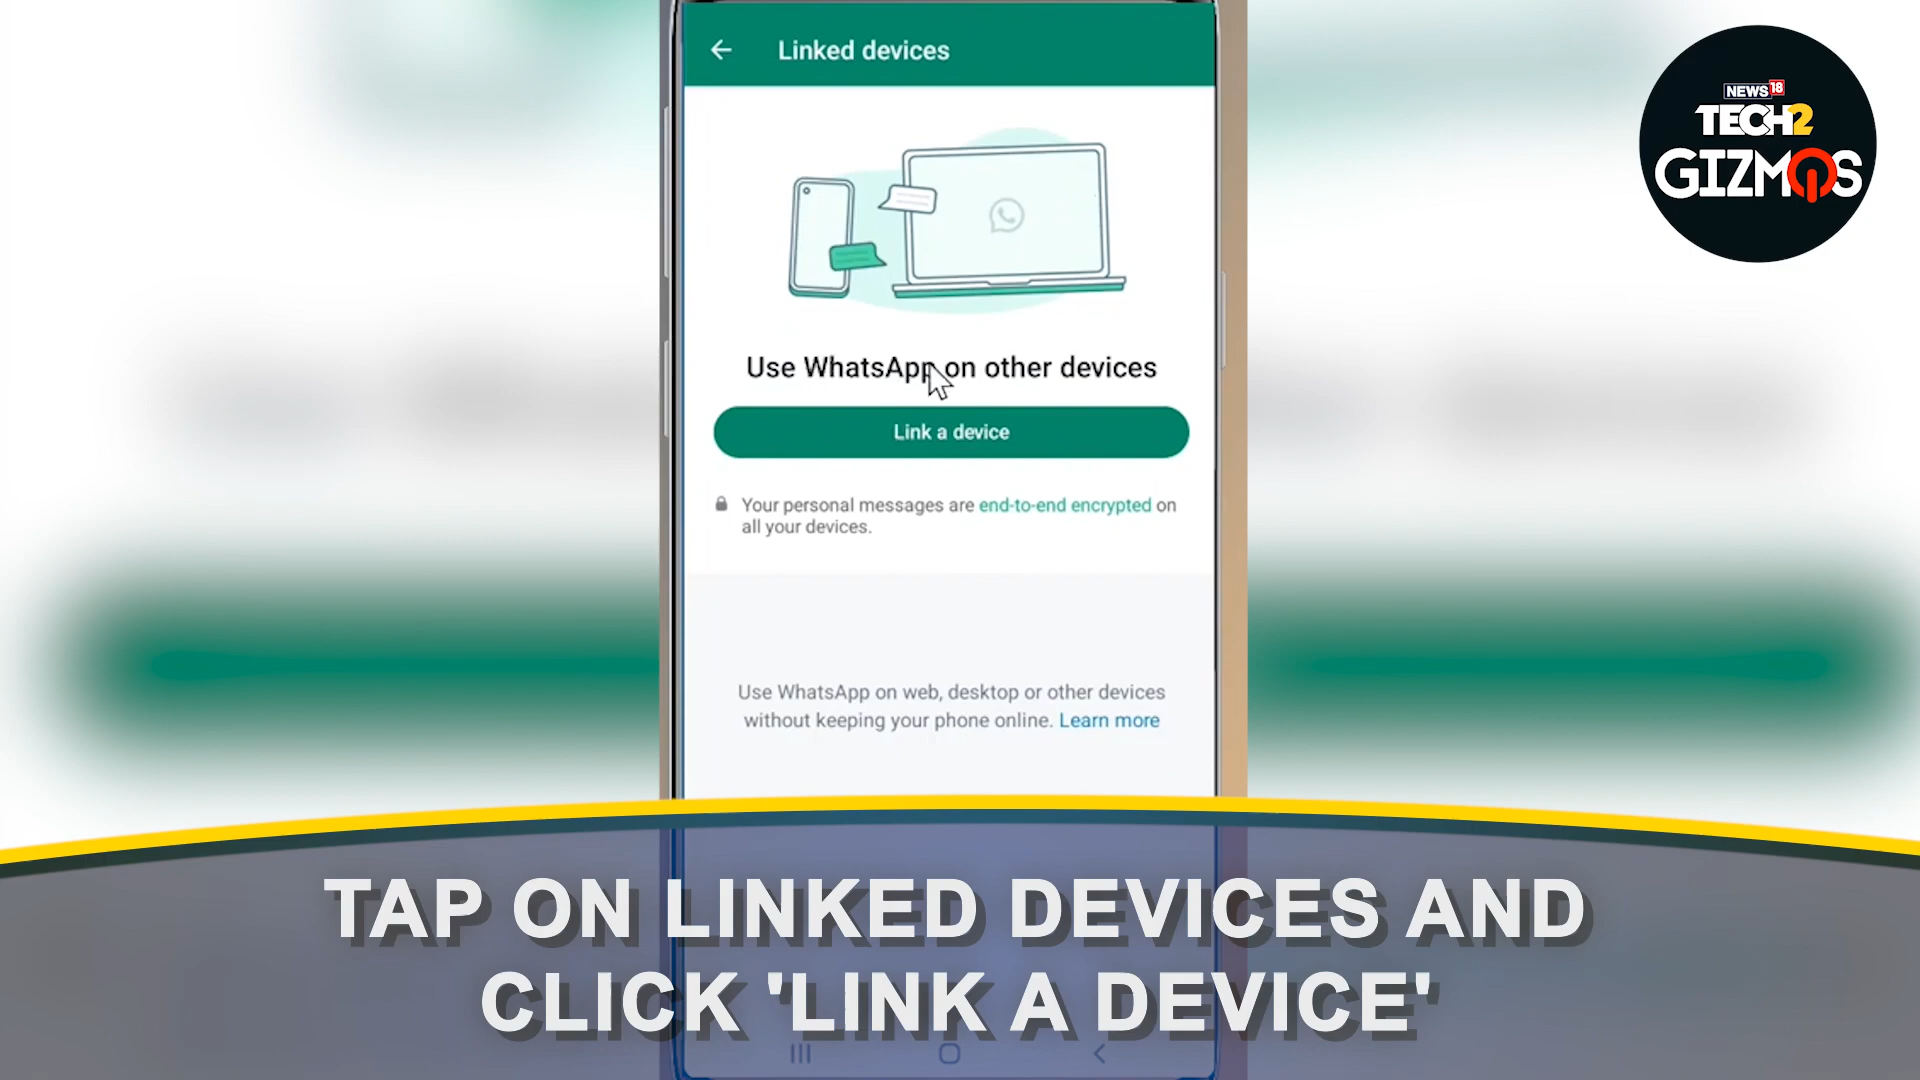 Linked devices
NEWS18
TECH2
GIZMOS
Use WhatsApp on other devices
Link a device
Your personal messages are end-to-end encrypted on
all your devices.
Use WhatsApp on web, desktop or other devices
without keeping your phone online. Learn more
TAP ON LINKED DEVICES AND
CLICK 'LINK A DEVICE'